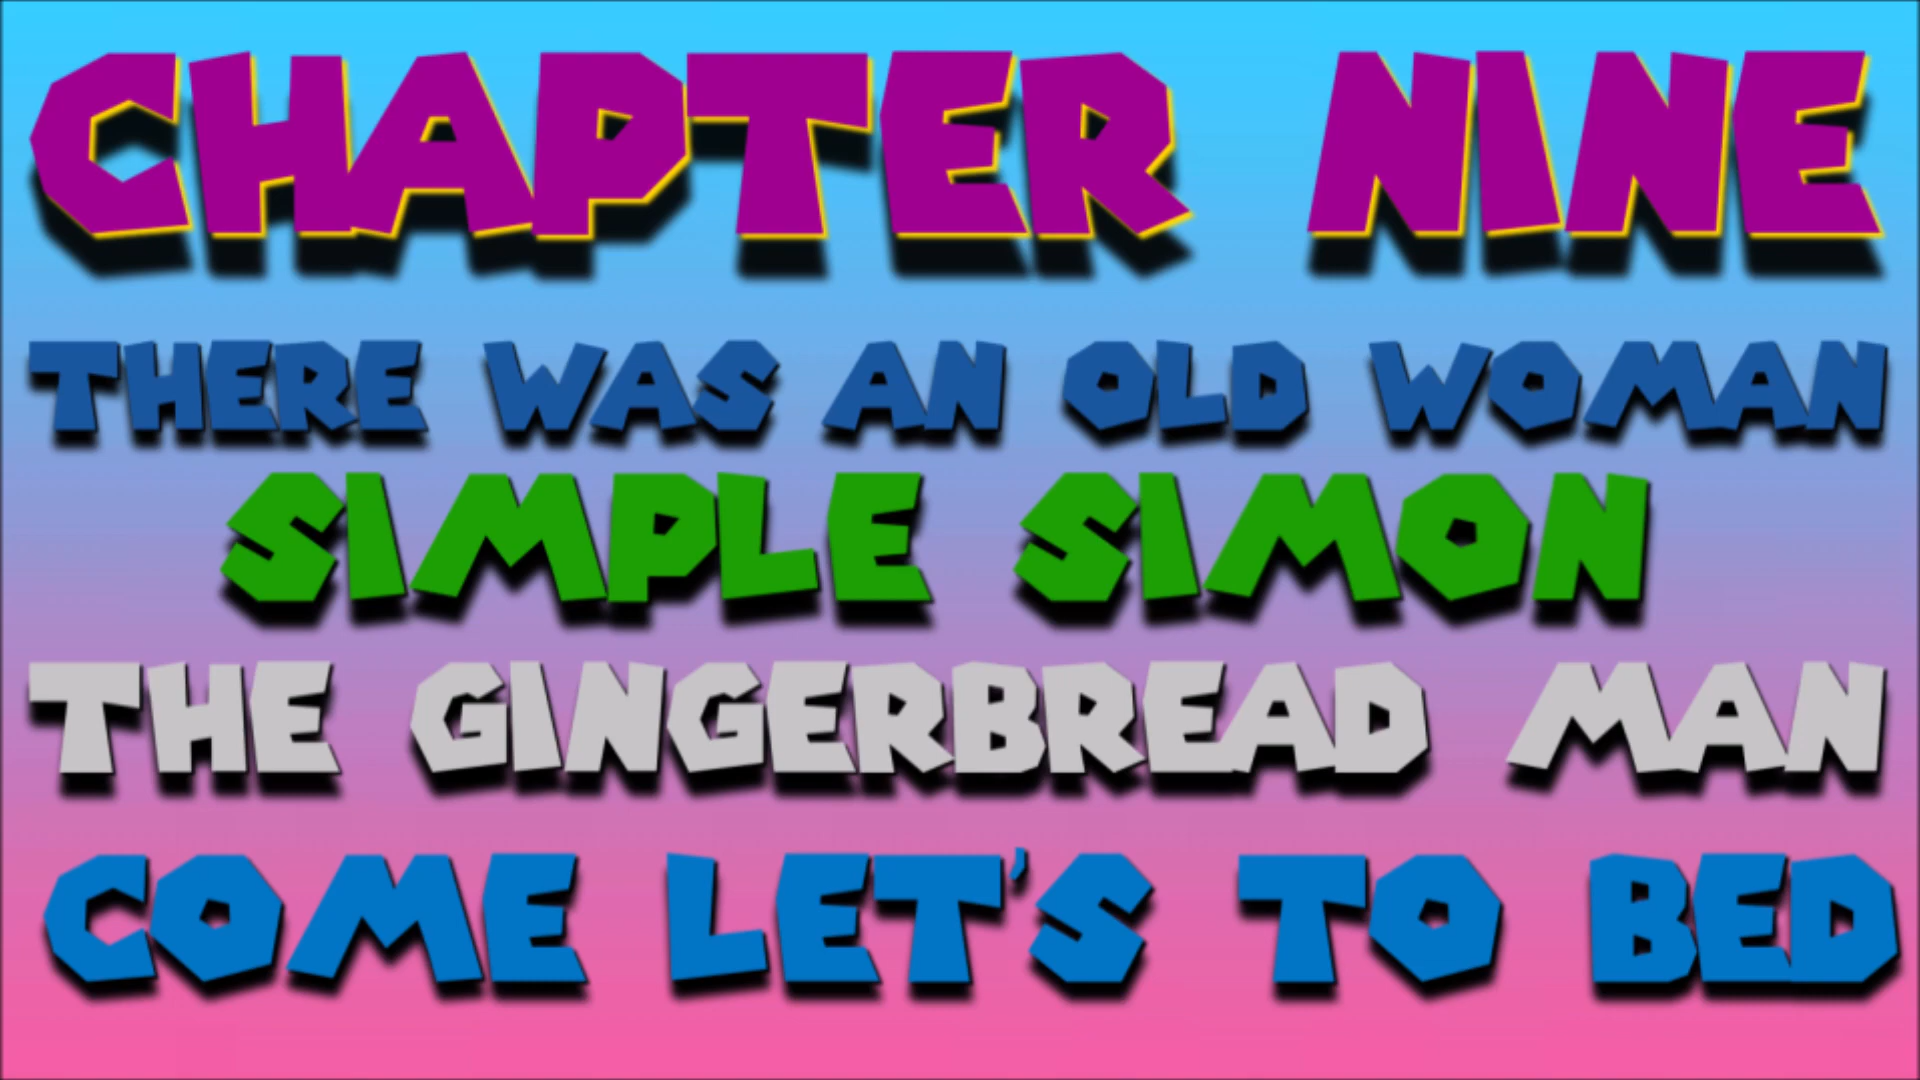 CHAPTER NINE
THERE WAS AN OLD WOMAN
SIMPLE SIMON
THE GINGERBREAD MAN
COME LET'S TO BED